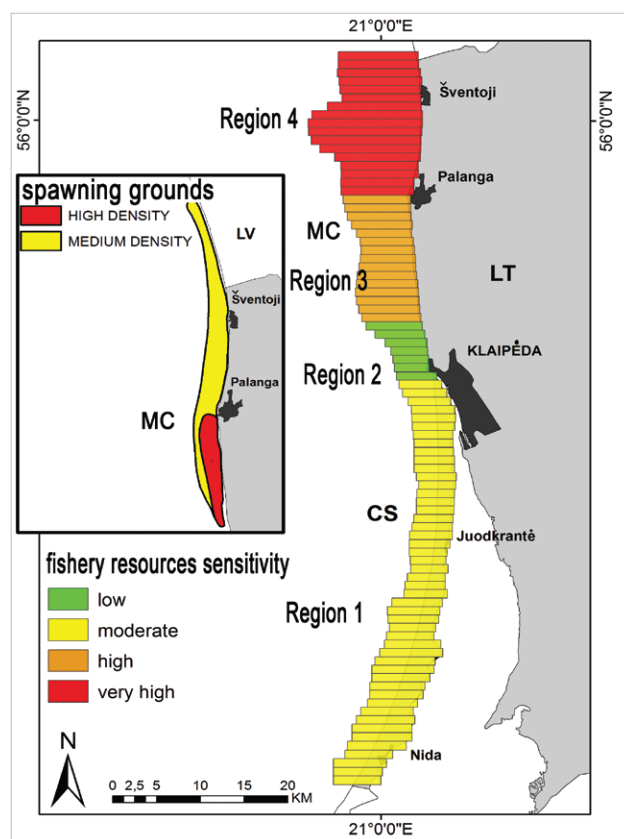 21°0'0"E
56°0'0"N
56°0'0"N
Šventoji
Region 4
Palanga
spawning grounds
HIGH DENSITY
MEDIUM DENSITY
LV
MC
LT
Šventoji
Region 3
KLAIPĖDA
Palanga
Region 2
MC
CS
Juodkrantė
fishery resources sensitivity
low
Region 1
moderate
high
very high
N
Nida
0 2,5 5 10 15 20
KM
21°0'0"E